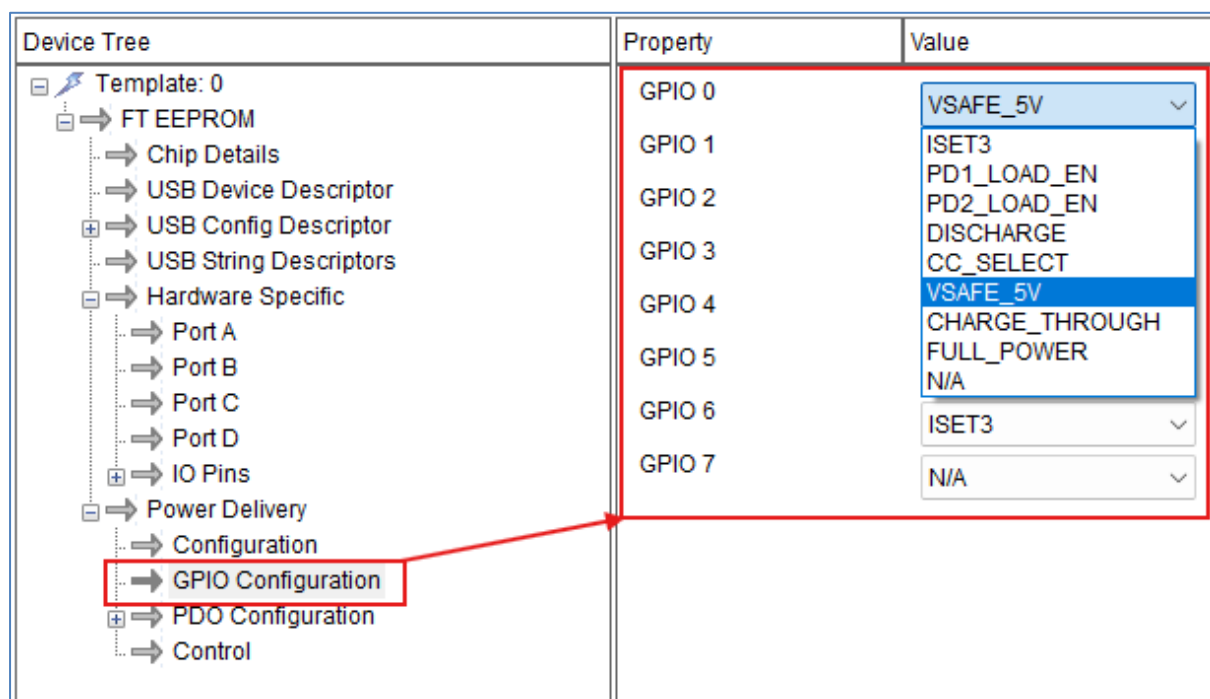 Device Tree
Property
Value
Template: 0
FT EEPROM
Chip Details
USB Device Descriptor
USB Config Descriptor
USB String Descriptors
Hardware Specific
Port A
Port B
Port C
Port D
IO Pins
Power Delivery
Configuration
GPIO Configuration
PDO Configuration
Control
GPIO 0
VSAFE_5V
GPIO 1
GPIO 2
GPIO 3
GPIO 4
GPIO 5
ISET3
PD1_LOAD_EN
PD2_LOAD_EN
DISCHARGE
CC_SELECT
VSAFE_5V
CHARGE_THROUGH
FULL_POWER
N/A
GPIO 6
ISET3
GPIO 7
N/A